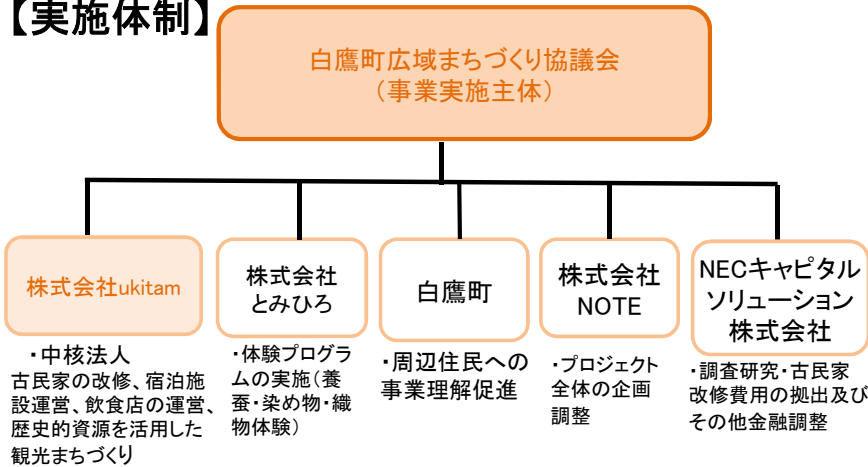 【実施体制】
白鷹町広域まちづくり協議会
(事業実施主体)
株式会社ukitam
・中核法人
古民家の改修、宿泊施
設運営、飲食店の運営、
歴史的資源を活用した
観光まちづくり
株式会社
とみひろ
・体験プログラ
ムの実施(養
蚕・染め物・織
物体験)
白鷹町
・周辺住民への
事業理解促進
株式会社
NOTE
・プロジェクト
全体の企画
調整
NECキャピタル
ソリューション
株式会社
・調査研究・古民家
改修費用の拠出及び
その他金融調整